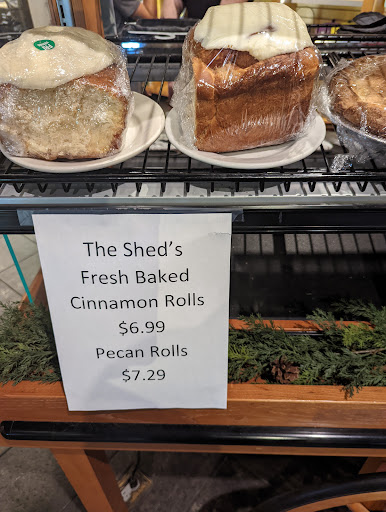 The Shed's
Fresh Baked
Cinnamon Rolls
$6.99
Pecan Rolls
$7.29